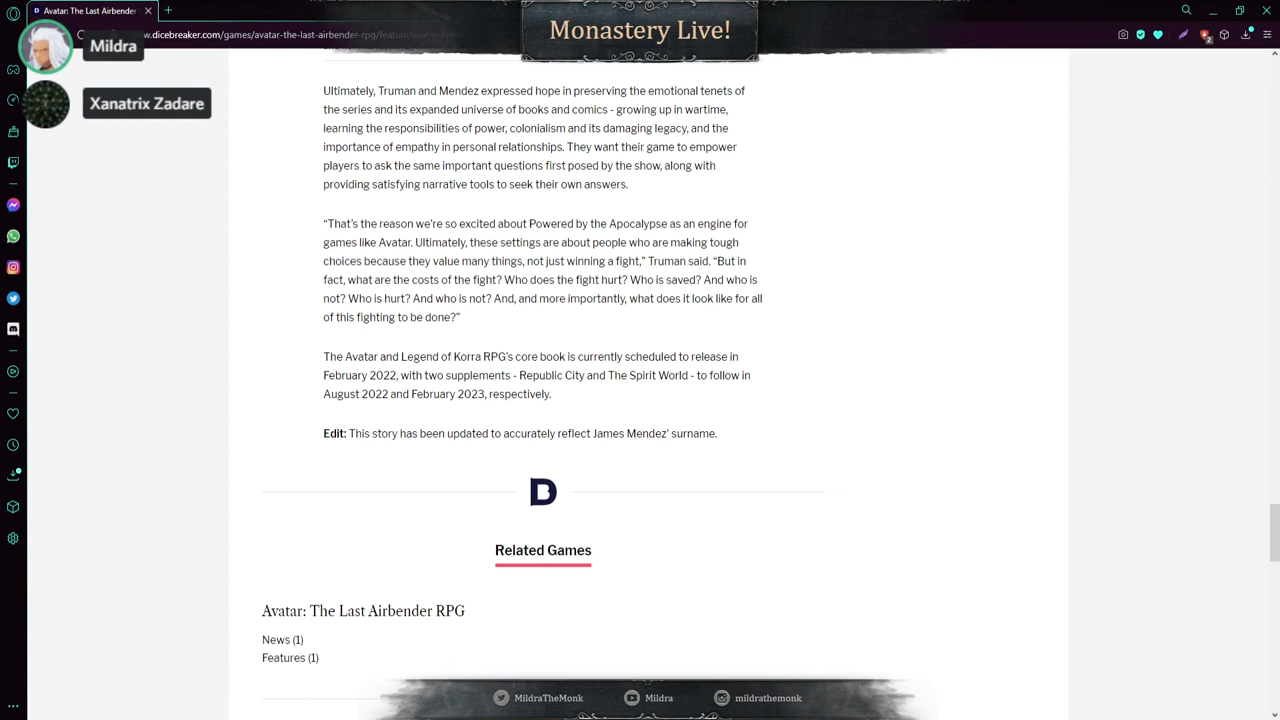 Avatar: The Last Airbender
Monastery Live!
w.dicebreaker.com/games/avatar-the-last-airbender-rpg/feature/
Mildra
Xanatrix Zadare
Ultimately, Truman and Mendez expressed hope in preserving the emotional tenets of
the series and its expanded universe of books and comics - growing up in wartime,
learning the responsibilities of power, colonialism and its damaging legacy, and the
importance of empathy in personal relationships. They want their game to empower
players to ask the same important questions first posed by the show, along with
providing satisfying narrative tools to seek their own answers.
“That’s the reason we’re so excited about Powered by the Apocalypse as an engine for
games like Avatar. Ultimately, these settings are about people who are making tough
choices because they value many things, not just winning a fight,” Truman said. “But in
fact, what are the costs of the fight? Who does the fight hurt? Who is saved? And who is
not? Who is hurt? And who is not? And, and more importantly, what does it look like for all
of this fighting to be done?”
The Avatar and Legend of Korra RPG’s core book is currently scheduled to release in
February 2022, with two supplements - Republic City and The Spirit World - to follow in
August 2022 and February 2023, respectively.
Edit: This story has been updated to accurately reflect James Mendez’ surname.
B
Related Games
Avatar: The Last Airbender RPG
News (1)
Features (1)
MildraTheMonk
Mildra
mildrathemonk